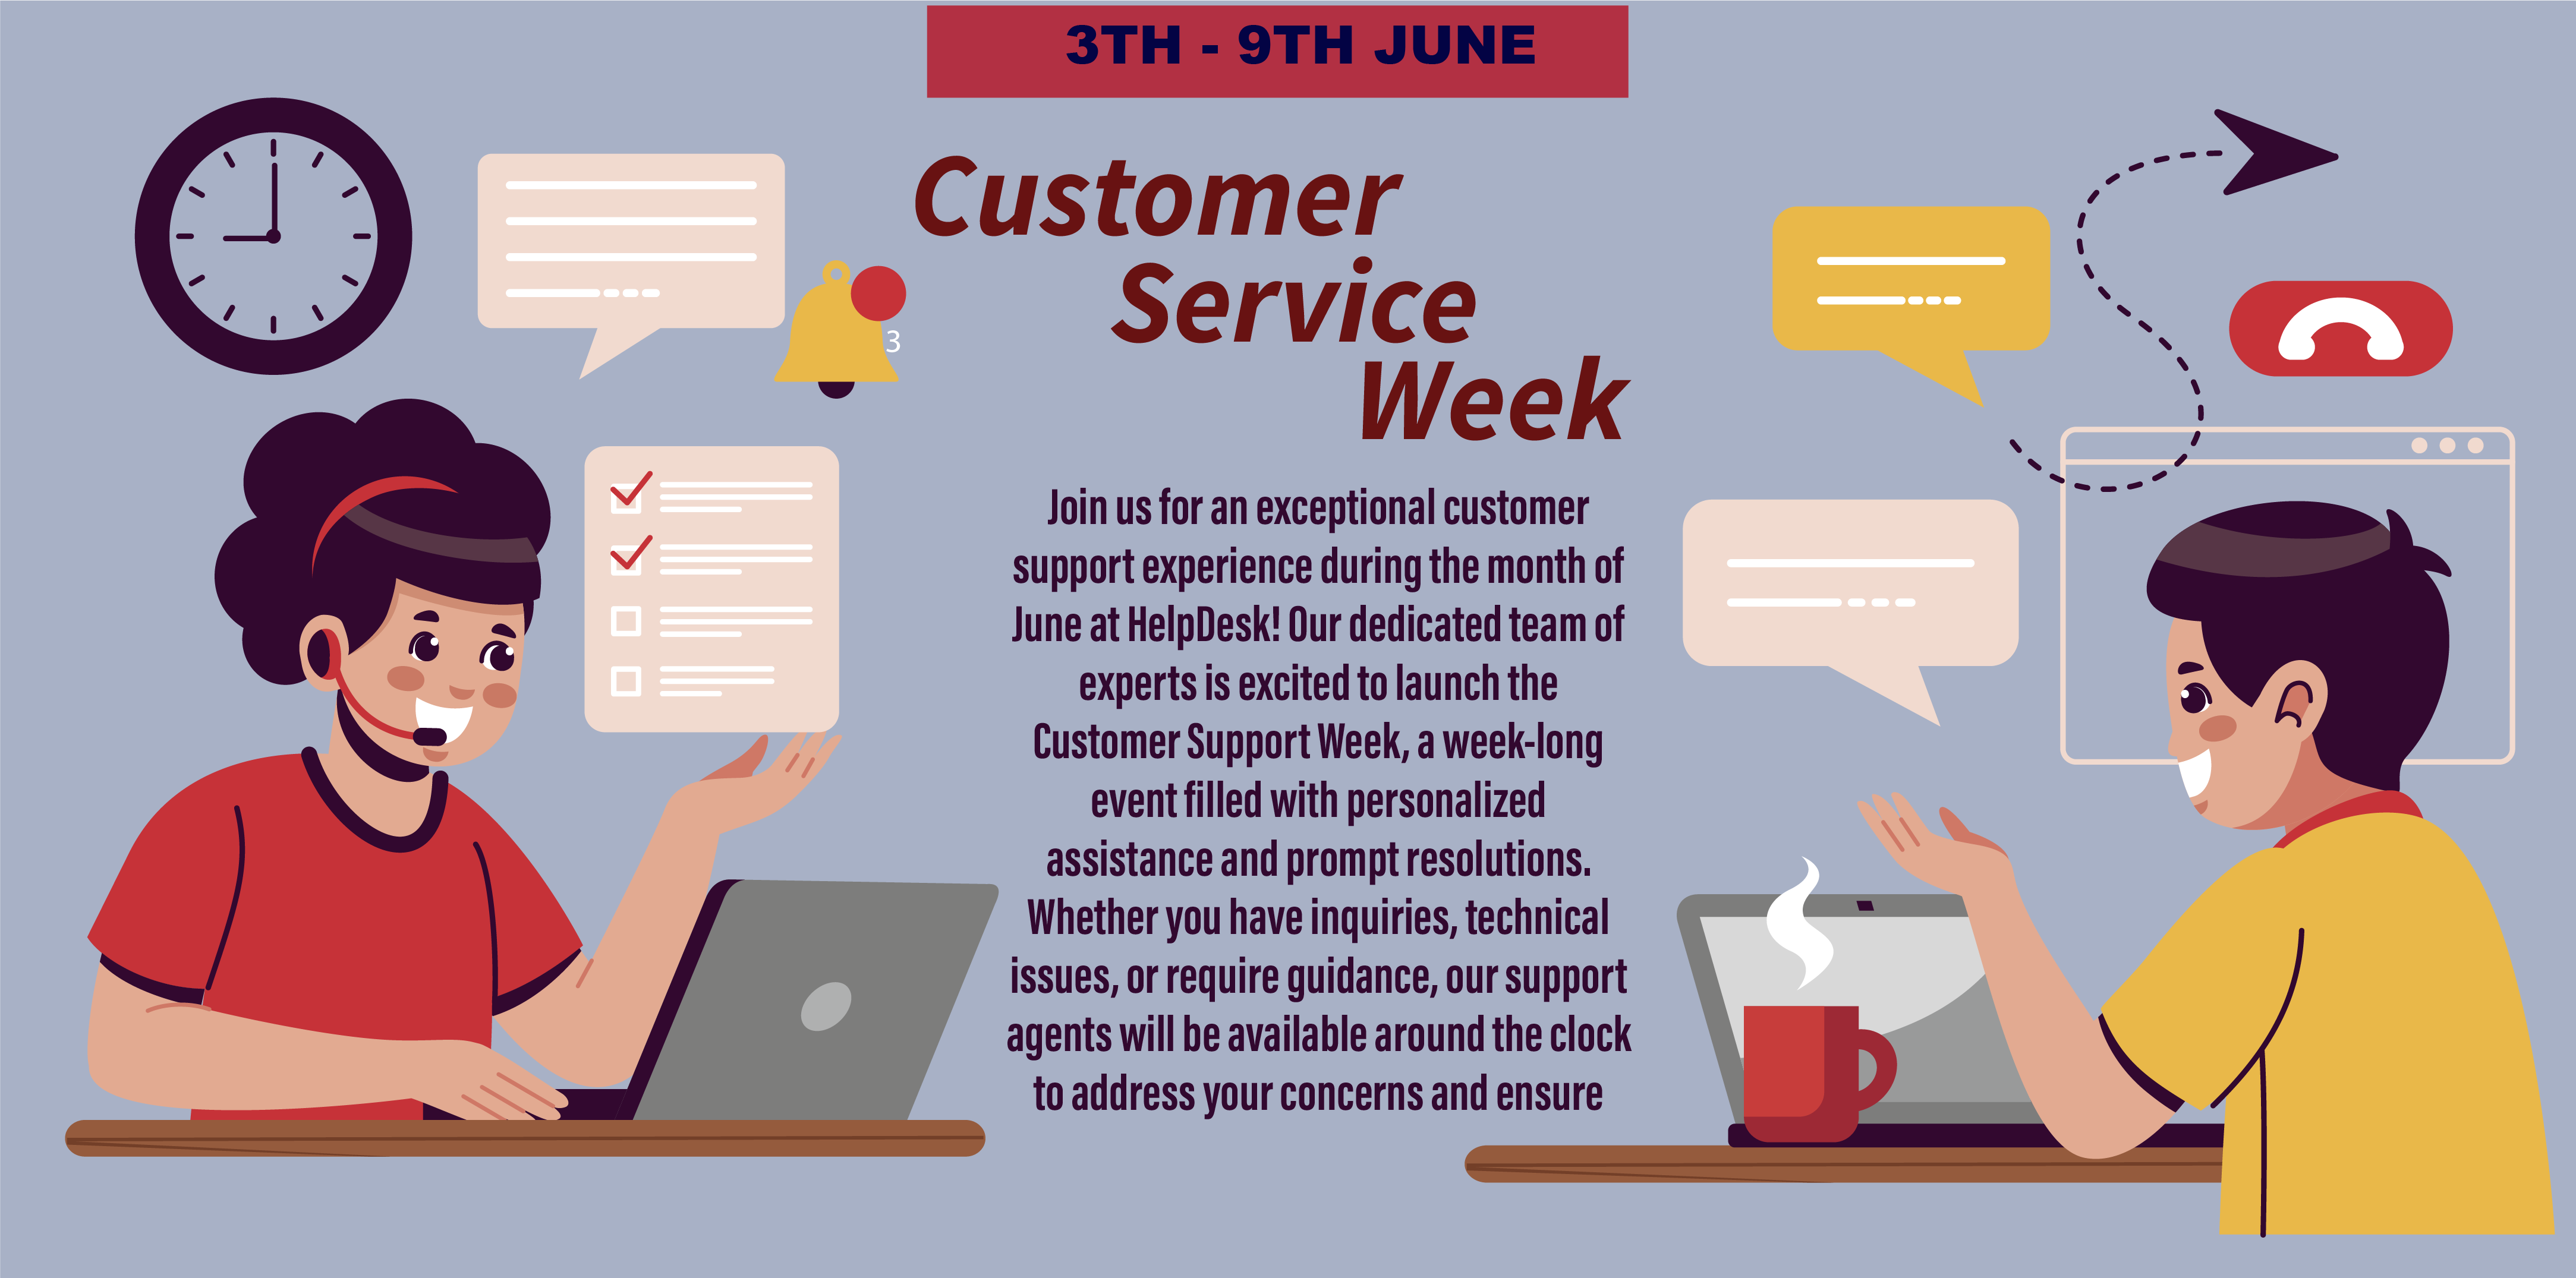 3TH - 9TH JUNE
Customer
Service
Week
3
Join us for an exceptional customer
support experience during the month of
June at HelpDesk! Our dedicated team of
experts is excited to launch the
Customer Support Week, a week-long
event filled with personalized
assistance and prompt resolutions.
Whether you have inquiries, technical
issues, or require guidance, our support
agents will be available around the clock
to address your concerns and ensure